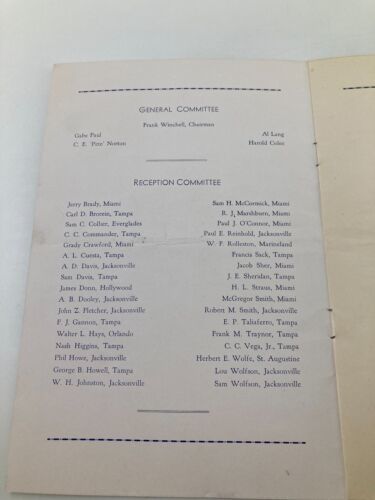 GENERAL COMMITTEE
Frank Winchell, Chairman
Gabe Paul
Al Lang
C. E. 'Pete' Norton
Harold Colee
RECEPTION COMMITTEE
Jerry Brady, Miami
Carl D. Brorein, Tampa
Sam C. Collier, Everglades
C. C. Commander, Tampa
Grady Crawford, Miami
A. L. Cuesta, Tampa
A. D. Davis, Jacksonville
Sam Davis, Tampa
James Donn, Hollywood
A. B. Dooley, Jacksonville
John Z. Fletcher, Jacksonville
F. J. Gannon, Tampa
Walter L. Hays, Orlando
Nash Higgins, Tampa
Phil Howe, Jacksonville
George B. Howell, Tampa
W. H. Johnston, Jacksonville
Sam H. McCormick, Miami
R. J. Marshburn, Miami
Paul J. O'Connor, Miami
Paul E. Reinhold, Jacksonville
W. F. Rolleston, Marineland
Francis Sack, Tampa
Jacob Sher, Miami
J. E. Sheridan, Tampa
H. L. Straus, Miami
McGregor Smith, Miami
Robert M. Smith, Jacksonville
E. P. Taliaferro, Tampa
Frank M. Traynor, Tampa
C. C. Vega, Jr., Tampa
Herbert E. Wolfe, St. Augustine
Lou Wolfson, Jacksonville
Sam Wolfson, Jacksonville